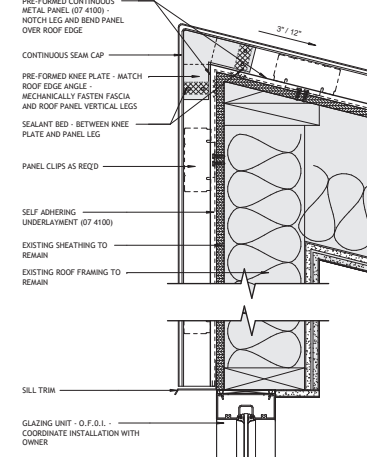 PRE-FORMED CONTINUOUS
METAL PANEL (07 4100) -
NOTCH LEG AND BEND PANEL
OVER ROOF EDGE
3" / 12"
CONTINUOUS SEAM CAP
PRE-FORMED KNEE PLATE - MATCH
ROOF EDGE ANGLE -
MECHANICALLY FASTEN FASCIA
AND ROOF PANEL VERTICAL LEGS
SEALANT BED - BETWEEN KNEE
PLATE AND PANEL LEG
PANEL CLIPS AS REQ'D
SELF ADHERING
UNDERLAYMENT (07 4100)
EXISTING SHEATHING TO
REMAIN
EXISTING ROOF FRAMING TO
REMAIN
SILL TRIM
GLAZING UNIT - O.F.O.I. -
COORDINATE INSTALLATION WITH
OWNER